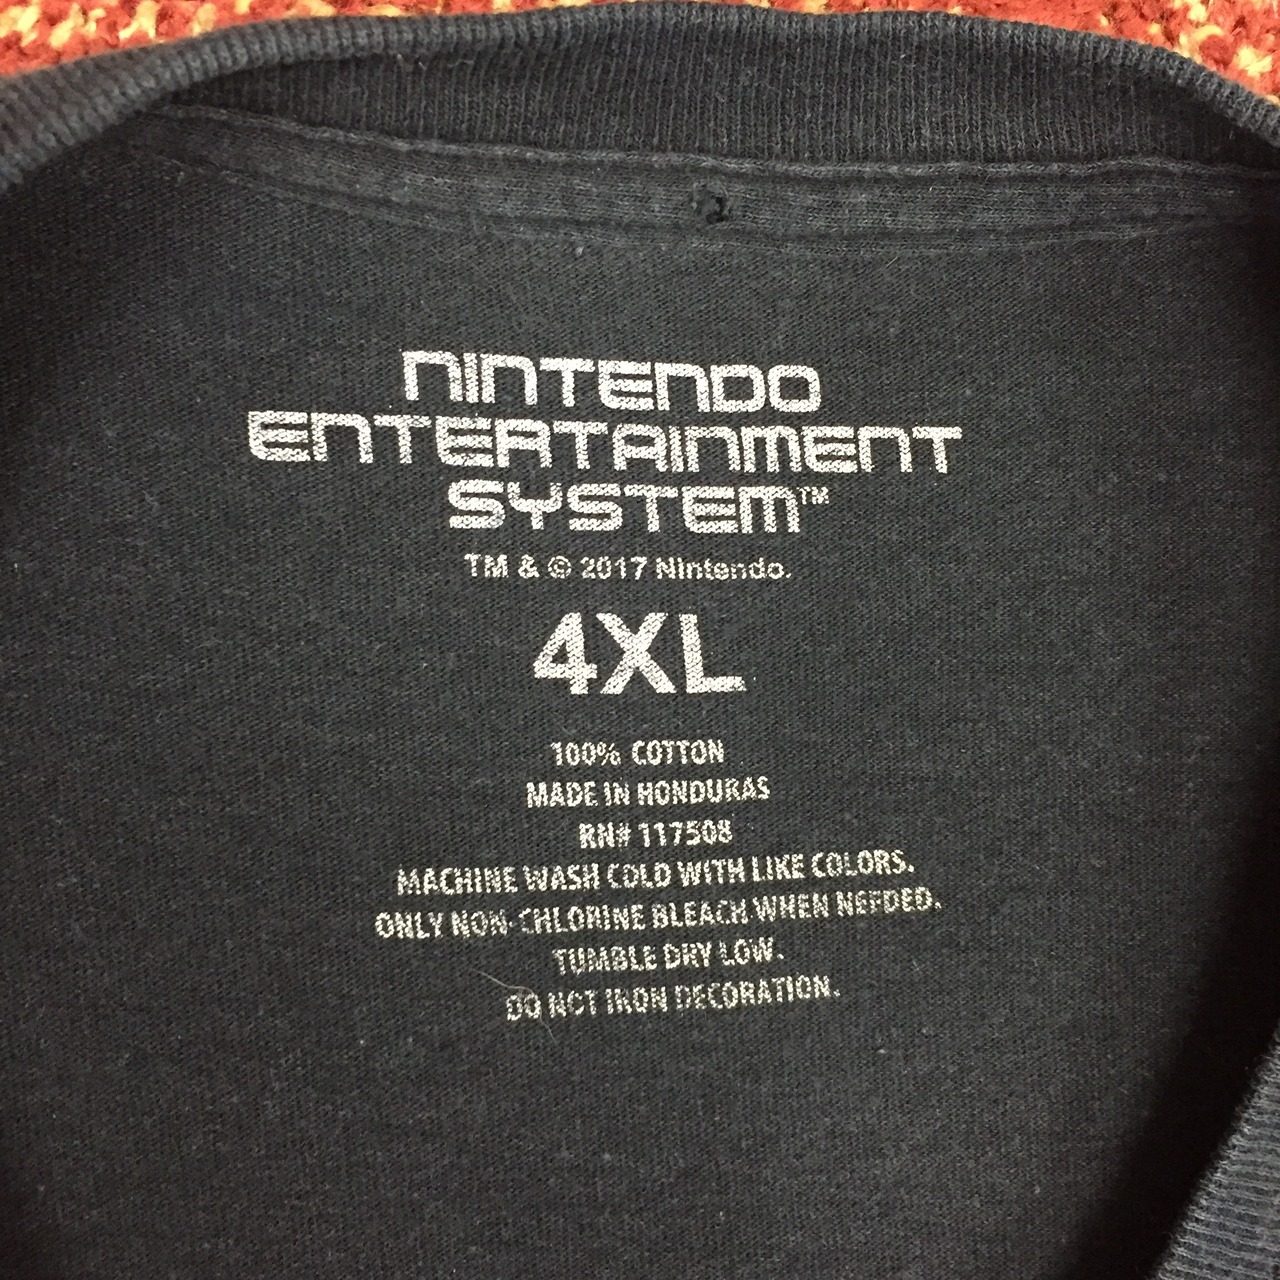 NINTENDO
ENTERTAINMENT
SYSTEM™
TM & © 2017 Nintendo.
4XL
100% COTTON
MADE IN HONDURAS
RN# 117508
MACHINE WASH COLD WITH LIKE COLORS.
ONLY NON-CHLORINE BLEACH WHEN NEEDED.
TUMBLE DRY LOW.
DO NOT IRON DECORATION.